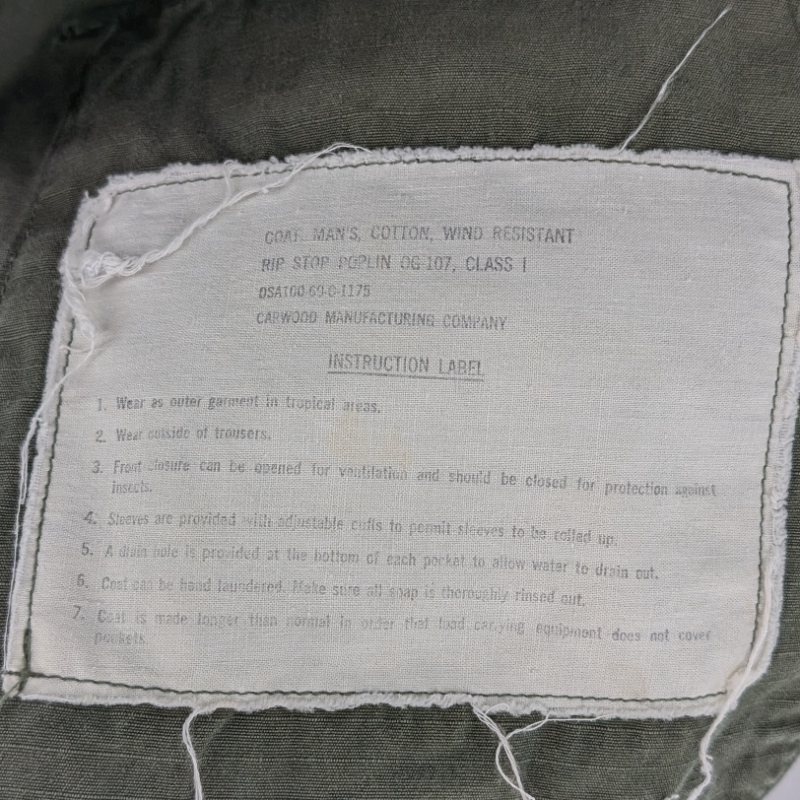 COAT MAN'S, COTTON, WIND RESISTANT
RIP STOP POPLIN OG-107, CLASS I
DSA100-69-C-1175
CARWOOD MANUFACTURING COMPANY
INSTRUCTION LABEL
1. Wear as outer garment in tropical areas.
2. Wear outside of trousers.
3. Front closure can be opened for ventilation and should be closed for protection against
insects.
4. Sleeves are provided with adjustable cuffs to permit sleeves to be rolled up.
5. A drain hole is provided at the bottom of each pocket to allow water to drain out.
6. Coat can be hand laundered. Make sure all soap is thoroughly rinsed out.
7. Coat is made longer than normal in order that load carrying equipment does not cover
pockets.